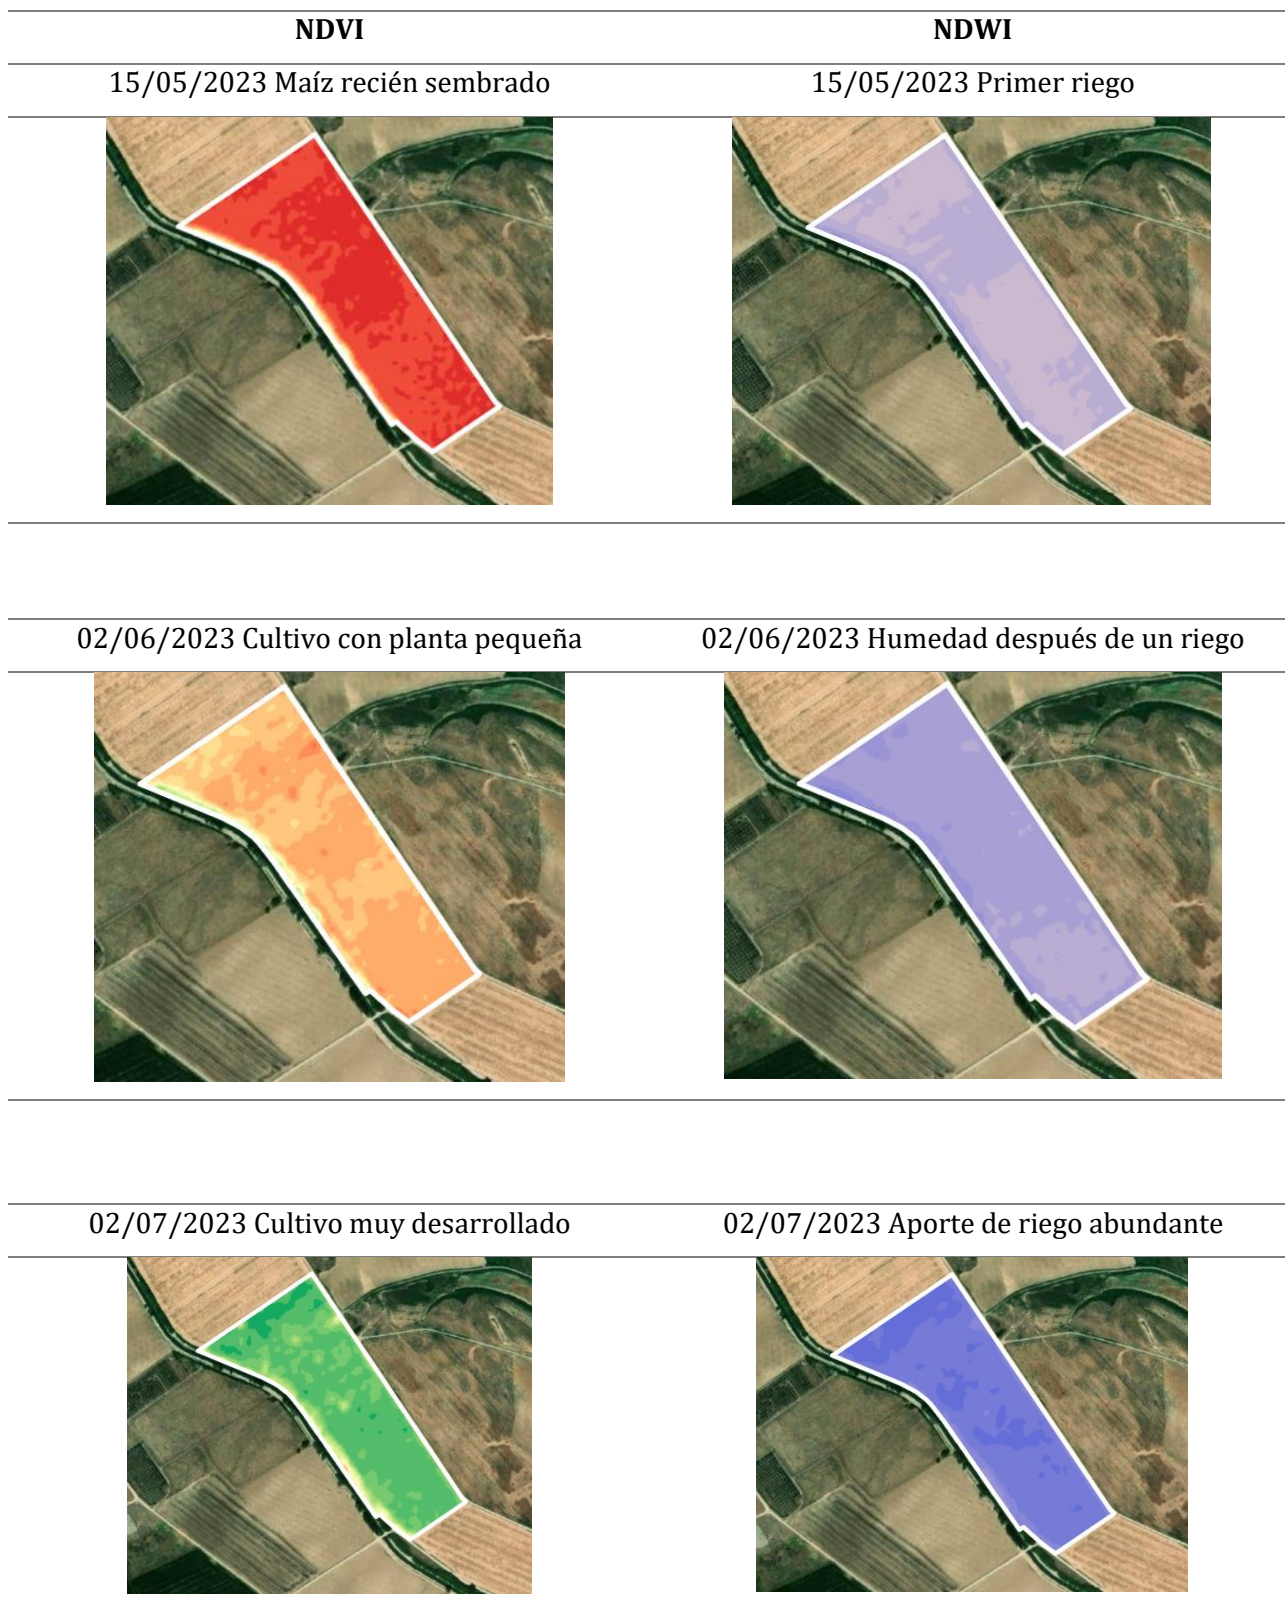 NDVI
NDWI
15/05/2023 Maíz recién sembrado
15/05/2023 Primer riego
02/06/2023 Cultivo con planta pequeña
02/06/2023 Humedad después de un riego
02/07/2023 Cultivo muy desarrollado
02/07/2023 Aporte de riego abundante